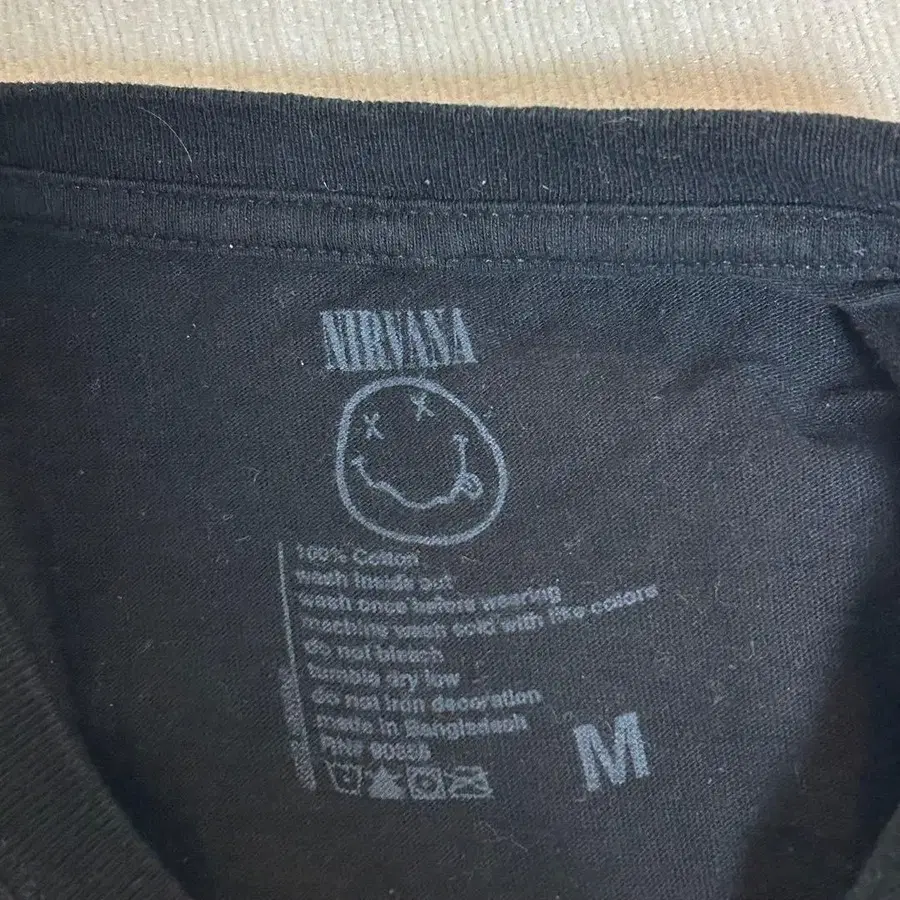 NIRVANA
100% Cotton
wash inside out
wash once before wearing
machine wash cold with like colors
do not bleach
tumble dry low
do not iron decoration
made in Bangladesh
RN#
M